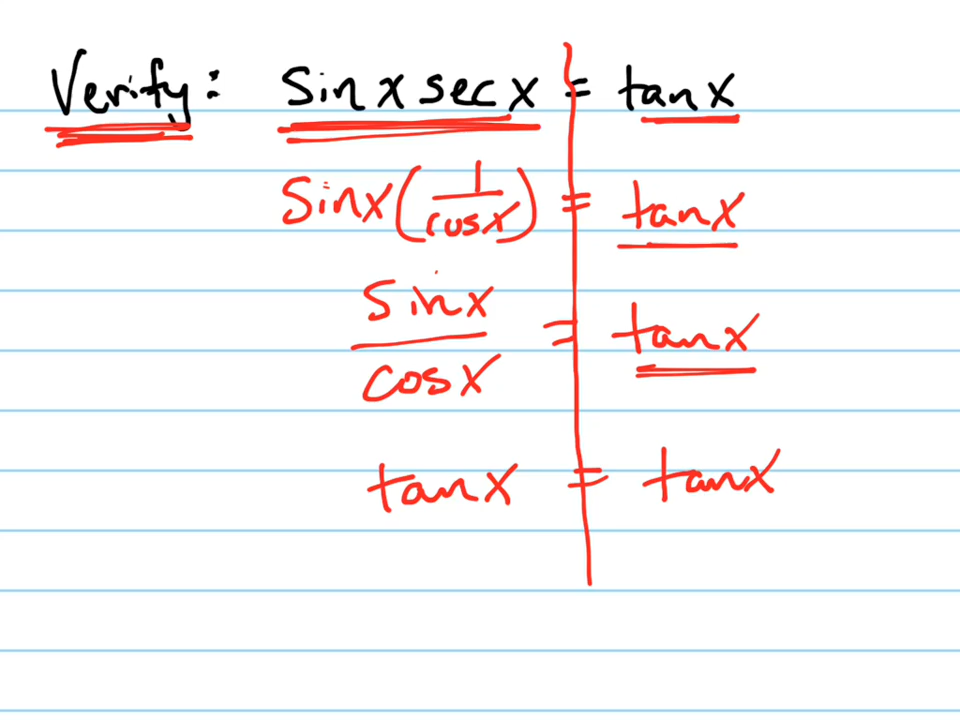 Verify: sin x sec x = tan x
sin x (1/cos x) = tan x
sin x / cos x = tan x
tan x = tan x